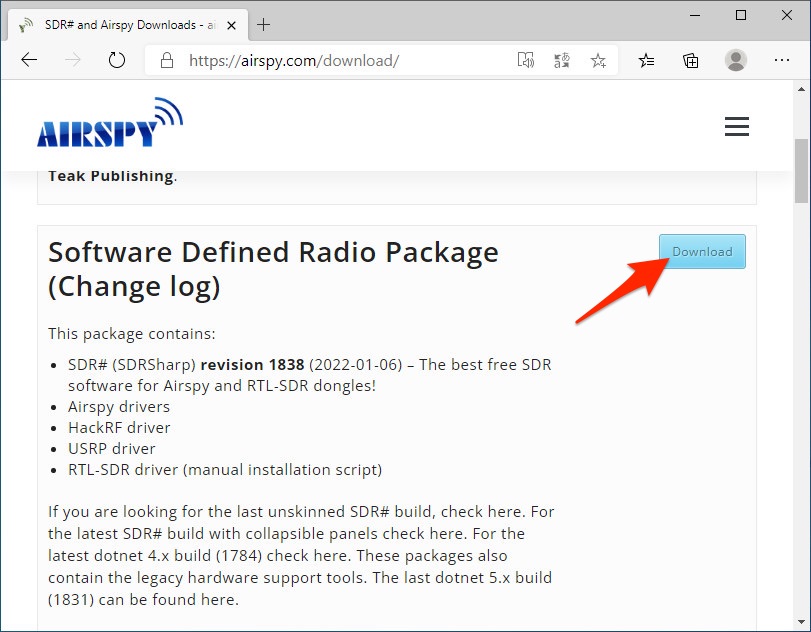 SDR# and Airspy Downloads - ai
https://airspy.com/download/
AIRSPY
Teak Publishing.
Software Defined Radio Package
(Change log)
Download
This package contains:
• SDR# (SDRSharp) revision 1838 (2022-01-06) – The best free SDR
software for Airspy and RTL-SDR dongles!
• Airspy drivers
• HackRF driver
• USRP driver
• RTL-SDR driver (manual installation script)
If you are looking for the last unskinned SDR# build, check here. For
the latest SDR# build with collapsible panels check here. For the
latest dotnet 4.x build (1784) check here. These packages also
contain the legacy hardware support tools. The last dotnet 5.x build
(1831) can be found here.